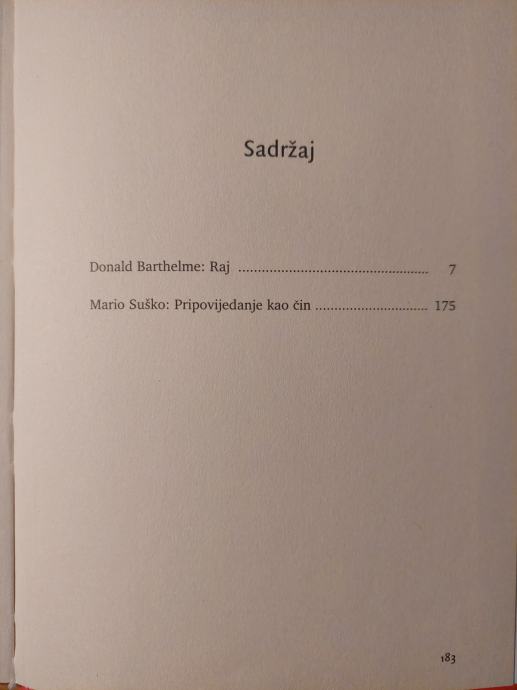 Sadržaj
Donald Barthelme: Raj ................................................ 7
Mario Suško: Pripovijedanje kao čin ............................ 175
183